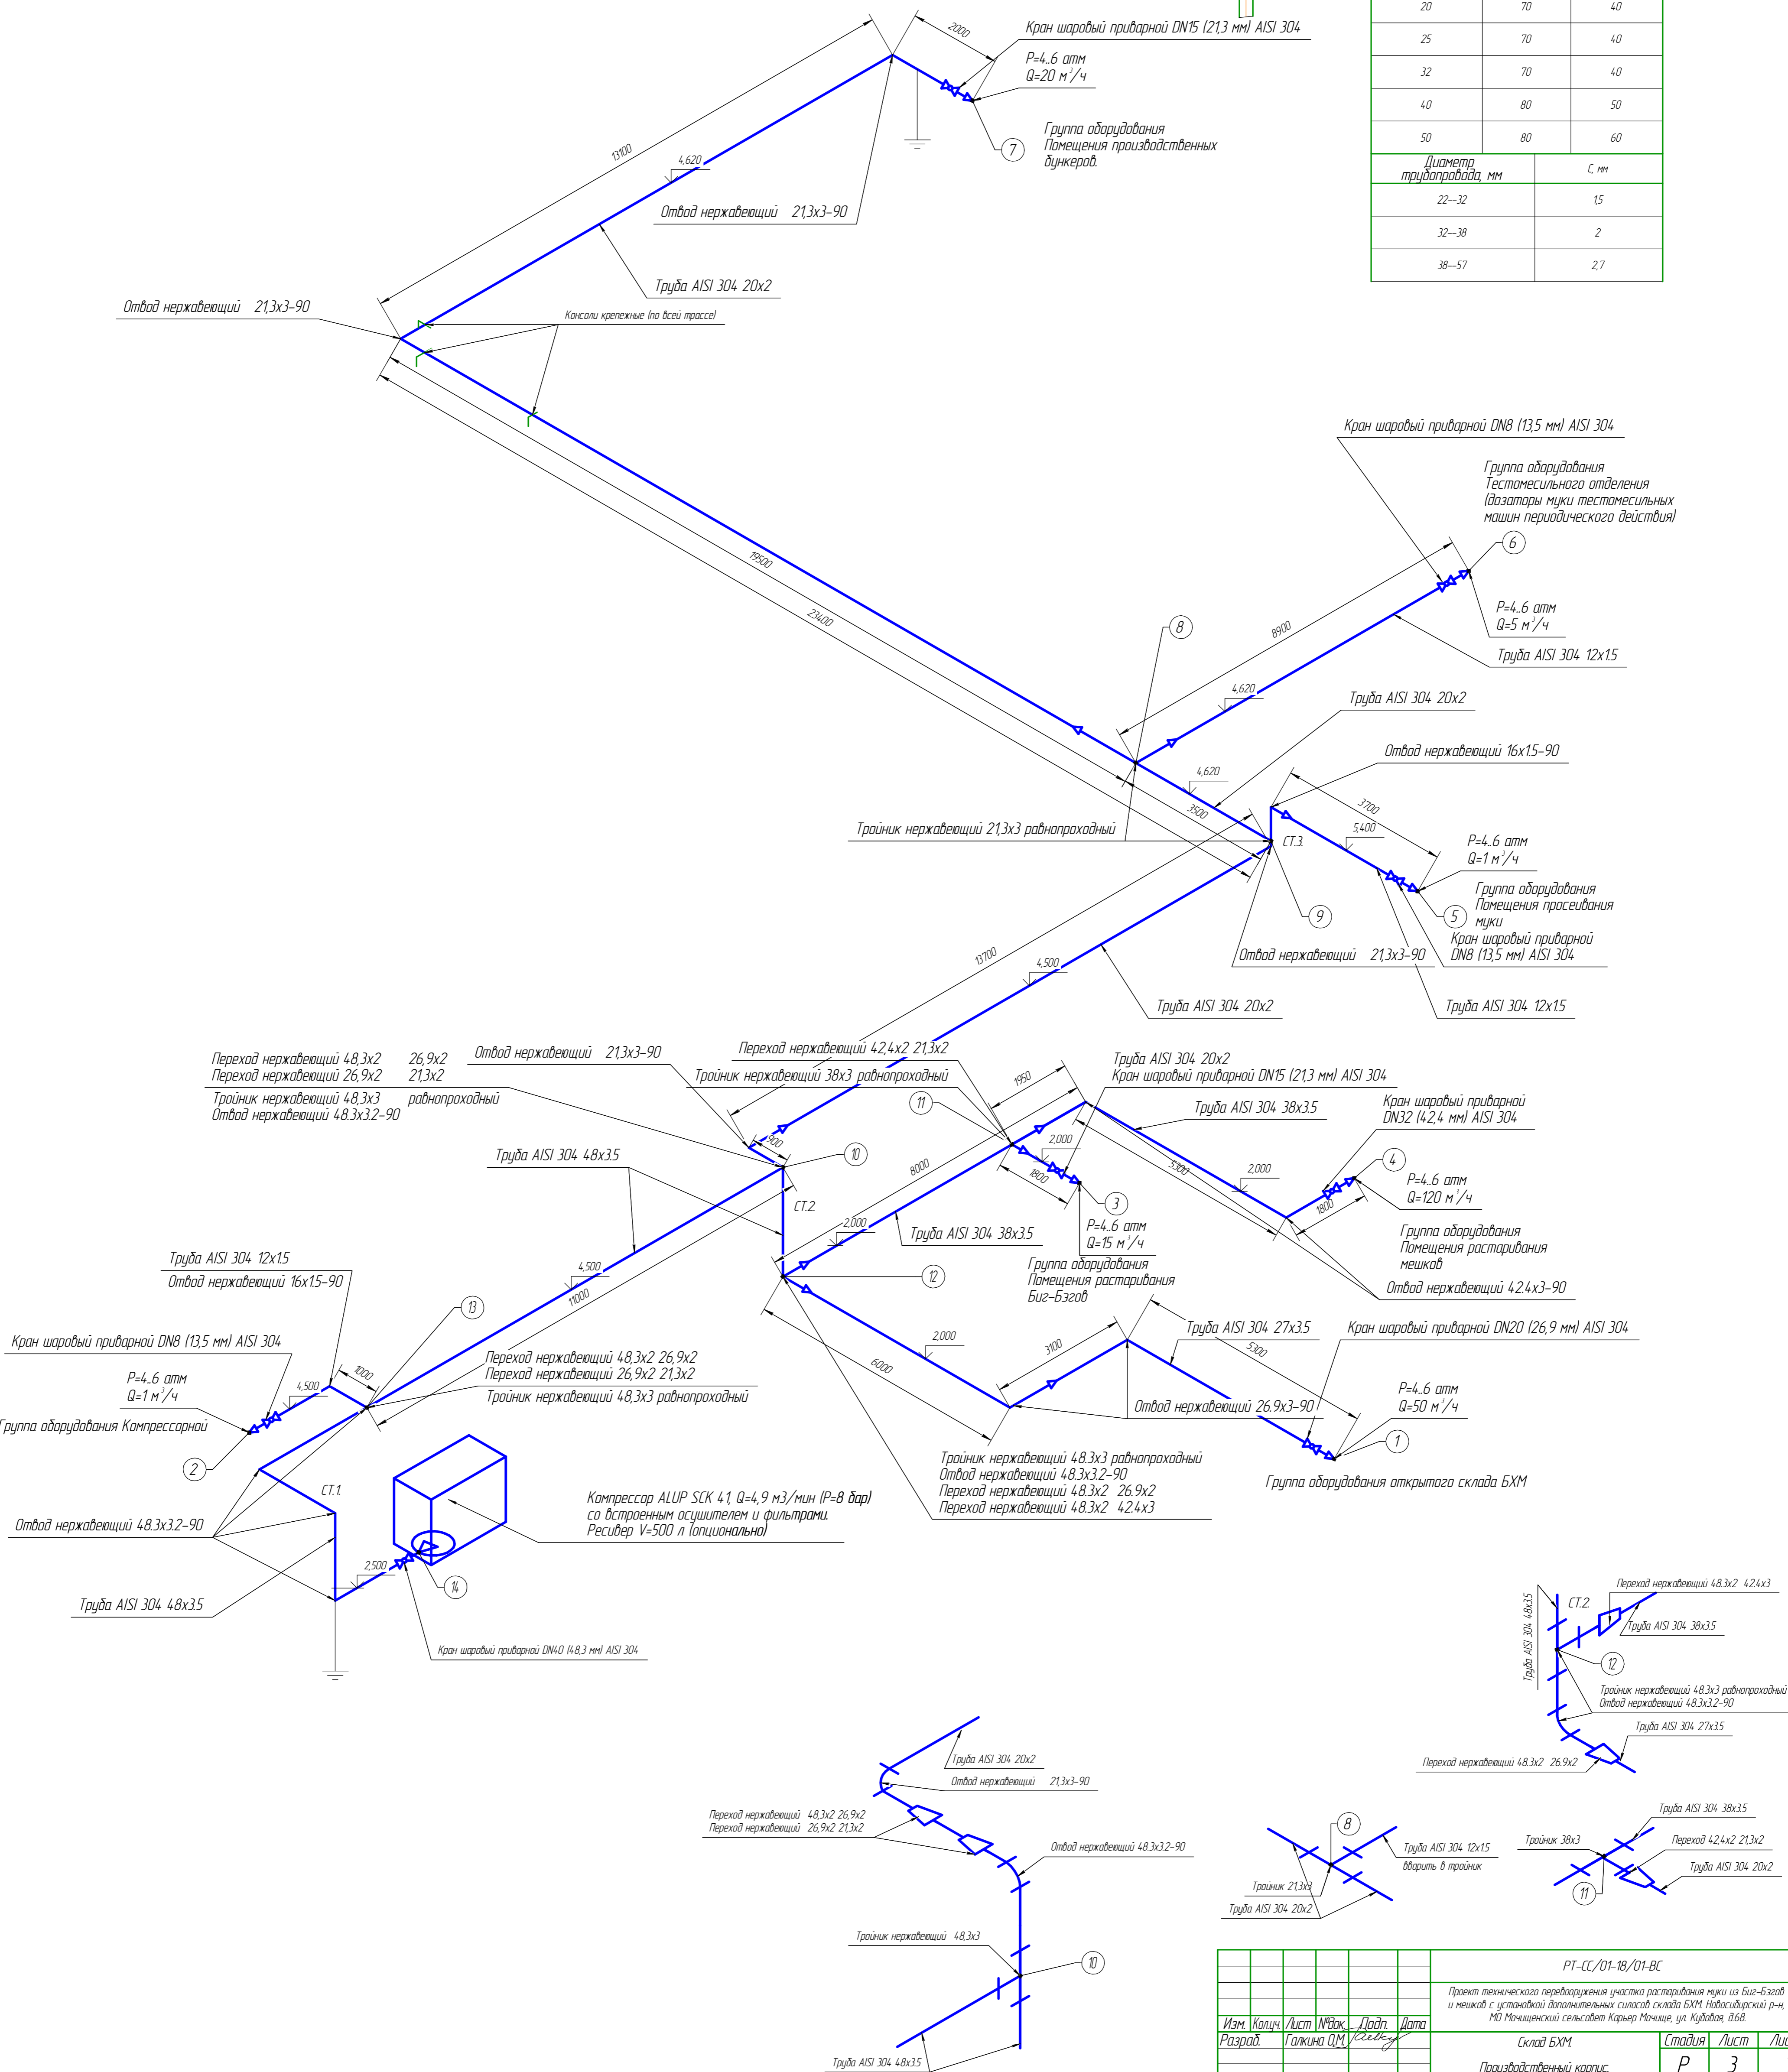 20 70 40
25 70 40
32 70 40
40 80 50
50 80 60
Диаметр
трубопровода, мм
С, мм
22--32 1,5
32--38 2
38--57 2,7
2000
Кран шаровый приварной DN15 (21,3 мм) AISI 304
P=4..6 атм
Q=20 м³/ч
7
Группа оборудования
Помещения производственных
бункеров.
13100
4,620
Отвод нержавеющий 21,3х3-90
Труба AISI 304 20х2
Отвод нержавеющий 21,3х3-90
Консоли крепежные (по всей трассе)
Кран шаровый приварной DN8 (13,5 мм) AISI 304
Группа оборудования
Тестомесильного отделения
(дозаторы муки тестомесильных
машин периодического действия)
6
19500
23400
8
8900
P=4..6 атм
Q=5 м³/ч
Труба AISI 304 12х1.5
4,620
Труба AISI 304 20х2
4,620
3500
Отвод нержавеющий 16х1.5-90
3700
5,400
Тройник нержавеющий 21,3х3 равнопроходный
СТ.3.
P=4..6 атм
Q=1 м³/ч
Группа оборудования
Помещения просеивания
муки
5
9
Кран шаровый приварной
DN8 (13,5 мм) AISI 304
Отвод нержавеющий 21,3х3-90
13700
4,500
Труба AISI 304 20х2
Труба AISI 304 12х1.5
Переход нержавеющий 48,3х2 26,9х2
Переход нержавеющий 26,9х2 21,3х2
Тройник нержавеющий 48,3х3 равнопроходный
Отвод нержавеющий 48.3х3.2-90
Отвод нержавеющий 21,3х3-90
Переход нержавеющий 42,4х2 21,3х2
Тройник нержавеющий 38х3 равнопроходный
Труба AISI 304 20х2
Кран шаровый приварной DN15 (21,3 мм) AISI 304
1950
11
Труба AISI 304 38х3.5
Кран шаровый приварной
DN32 (42,4 мм) AISI 304
900
10
Труба AISI 304 48х3.5
8000
2,000
1800
3
5300
2,000
4
1800
P=4..6 атм
Q=120 м³/ч
СТ.2.
2,000
Труба AISI 304 38х3.5
P=4..6 атм
Q=15 м³/ч
Группа оборудования
Помещения растаривания
Биг-Бэгов
Группа оборудования
Помещения растаривания
мешков
Отвод нержавеющий 42.4х3-90
Труба AISI 304 12х1.5
Отвод нержавеющий 16х1.5-90
4,500
11000
12
13
Кран шаровый приварной DN8 (13,5 мм) AISI 304
P=4..6 атм
Q=1 м³/ч
1000
4,500
Группа оборудования Компрессорной
2
Переход нержавеющий 48,3х2 26,9х2
Переход нержавеющий 26,9х2 21,3х2
Тройник нержавеющий 48,3х3 равнопроходный
6000
2,000
3100
Труба AISI 304 27х3.5
Кран шаровый приварной DN20 (26,9 мм) AISI 304
5300
P=4..6 атм
Q=50 м³/ч
Отвод нержавеющий 26.9х3-90
1
Группа оборудования открытого склада БХМ
Тройник нержавеющий 48.3х3 равнопроходный
Отвод нержавеющий 48.3х3.2-90
Переход нержавеющий 48.3х2 26.9х2
Переход нержавеющий 48.3х2 42.4х3
СТ.1.
Отвод нержавеющий 48.3х3.2-90
Компрессор ALUP SCK 41, Q=4,9 м3/мин (P=8 бар)
со встроенным осушителем и фильтрами.
Ресивер V=500 л (опционально)
2,500
14
Труба AISI 304 48х3.5
Кран шаровый приварной DN40 (48,3 мм) AISI 304
Труба AISI 304 48х3.5
СТ.2.
Переход нержавеющий 48.3х2 42.4х3
Труба AISI 304 38х3.5
12
Тройник нержавеющий 48.3х3 равнопроходный
Отвод нержавеющий 48.3х3.2-90
Труба AISI 304 27х3.5
Переход нержавеющий 48.3х2 26.9х2
Труба AISI 304 20х2
Отвод нержавеющий 21,3х3-90
Переход нержавеющий 48,3х2 26,9х2
Переход нержавеющий 26,9х2 21,3х2
Отвод нержавеющий 48.3х3.2-90
Тройник нержавеющий 48,3х3
10
Труба AISI 304 48х3.5
8
Труба AISI 304 12х1.5
вварить в тройник
Тройник 21,3х3
Труба AISI 304 20х2
Труба AISI 304 38х3.5
Тройник 38х3
Переход 42,4х2 21,3х2
Труба AISI 304 20х2
11
РТ-СС/01-18/01-ВС
Проект технического перевооружения участка растаривания муки из Биг-Бэгов
и мешков с установкой дополнительных силосов склада БХМ. Новосибирский р-н,
МО Мочищенский сельсовет Карьер Мочище, ул. Кубовая, д.68.
Изм. Кол.уч. Лист №док. Подп. Дата
Разраб. Галкина О.М.
Склад БХМ.
Производственный корпус.
Стадия Лист
Р 3